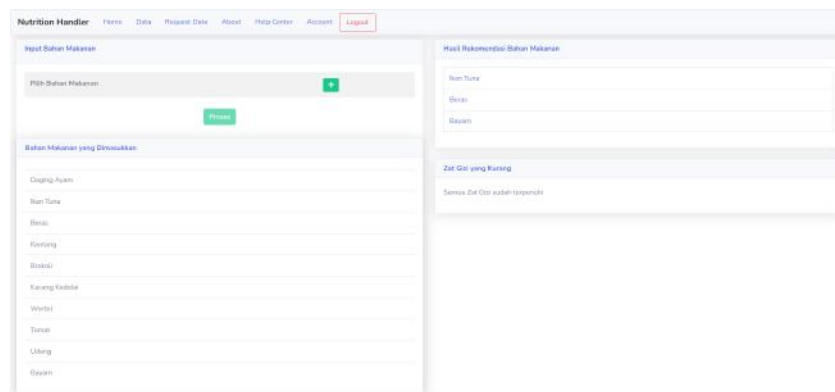 Nutrition Handler Home Data Request Data About Help Center Account Logout
Input Bahan Makanan
Pilih Bahan Makanan
+
Proses
Bahan Makanan yang Dimasukkan
Daging Ayam
Ikan Tuna
Beras
Kentang
Brokoli
Kacang Kedelai
Wortel
Tomat
Udang
Bayam
Hasil Rekomendasi Bahan Makanan
Ikan Tuna
Beras
Bayam
Zat Gizi yang Kurang
Semua Zat Gizi sudah terpenuhi